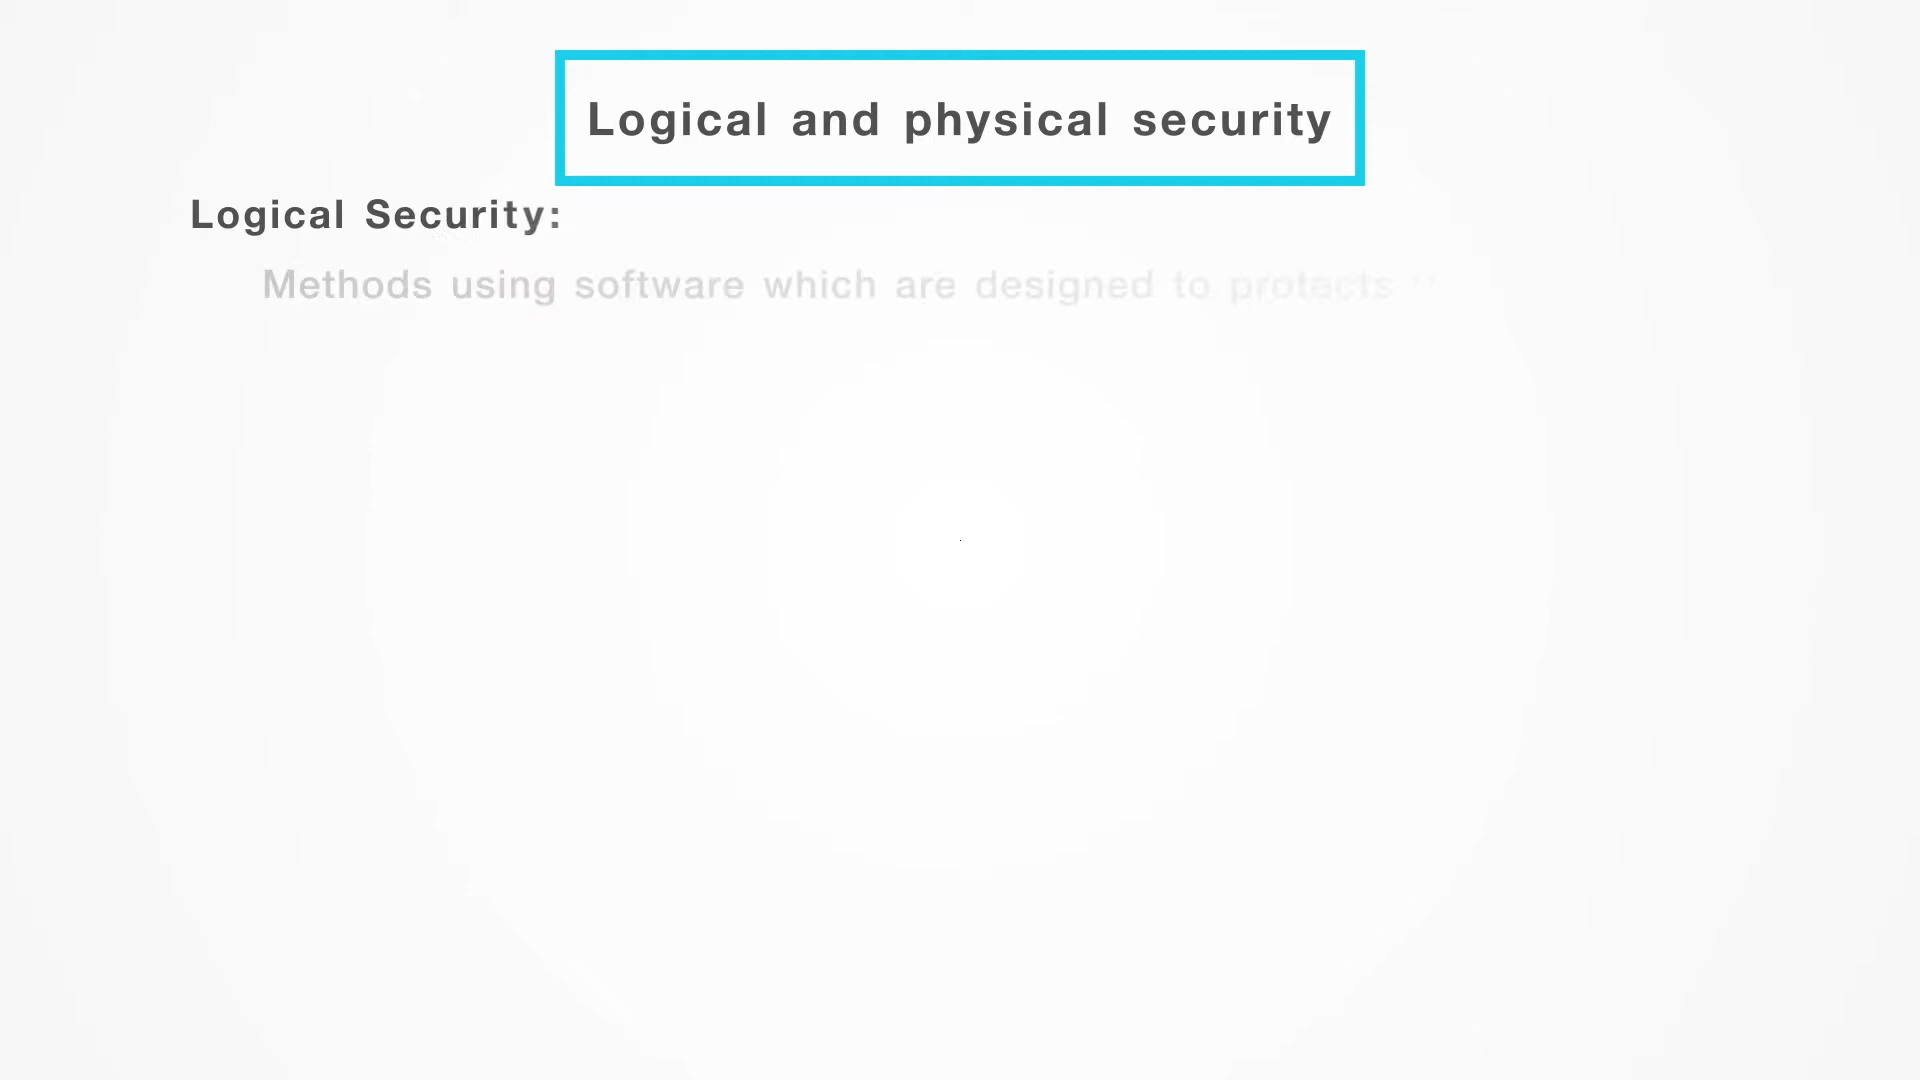 Logical and physical security
Logical Security:
Methods using software which are designed to protects